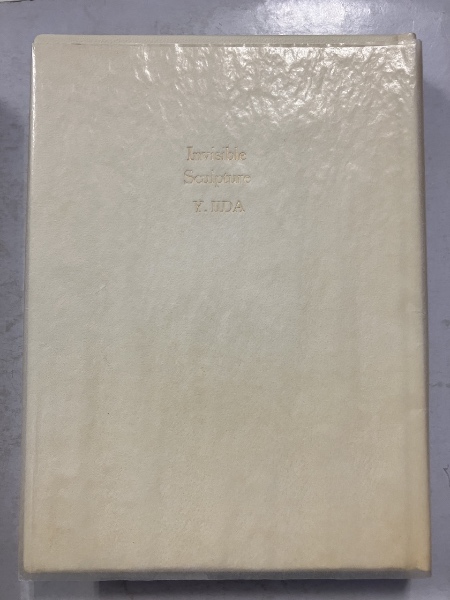 Invisible
Sculpture
Y. IIDA